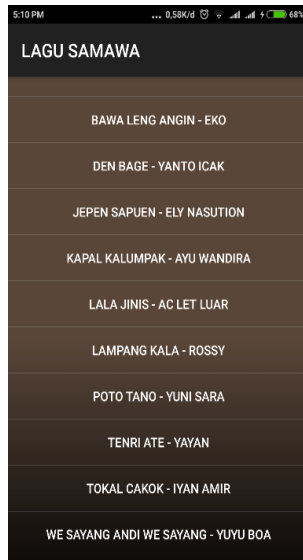 5:10 PM ... 0,58K/d 68%
LAGU SAMAWA
BAWA LENG ANGIN - EKO
DEN BAGE - YANTO ICAK
JEPEN SAPUEN - ELY NASUTION
KAPAL KALUMPAK - AYU WANDIRA
LALA JINIS - AC LET LUAR
LAMPANG KALA - ROSSY
POTO TANO - YUNI SARA
TENRI ATE - YAYAN
TOKAL CAKOK - IYAN AMIR
WE SAYANG ANDI WE SAYANG - YUYU BOA